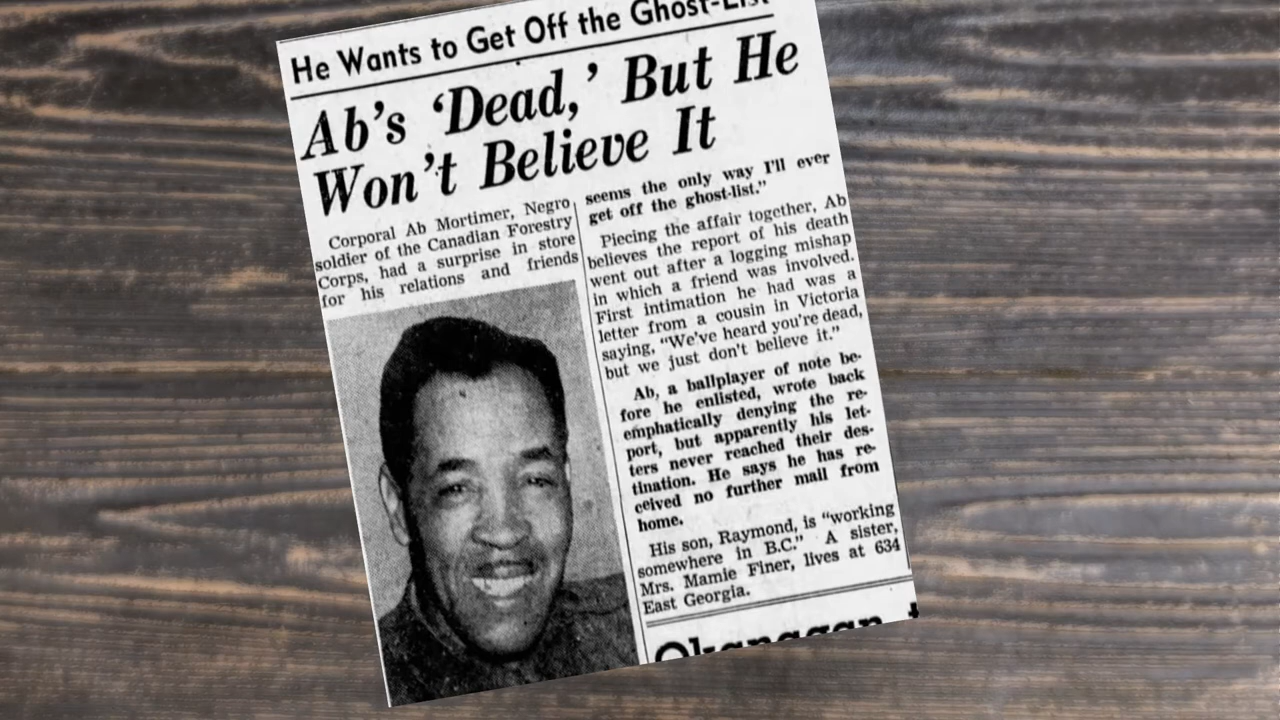 He Wants to Get Off the Ghost-List
Ab's 'Dead,' But He
Won't Believe It
Corporal Ab Mortimer, Negro
soldier of the Canadian Forestry
Corps, had a surprise in store
for his relations and friends
seems the only way I'll ever
get off the ghost-list."
Piecing the affair together, Ab
believes the report of his death
went out after a logging mishap
in which a friend was involved.
First intimation he had was a
letter from a cousin in Victoria
saying, "We've heard you're dead,
but we just don't believe it."
Ab, a ballplayer of note be-
fore he enlisted, wrote back
emphatically denying the re-
port, but apparently his let-
ters never reached their des-
tination. He says he has re-
ceived no further mail from
home.
His son, Raymond, is "working
somewhere in B.C." A sister,
Mrs. Mamie Finer, lives at 634
East Georgia.
Okanagan